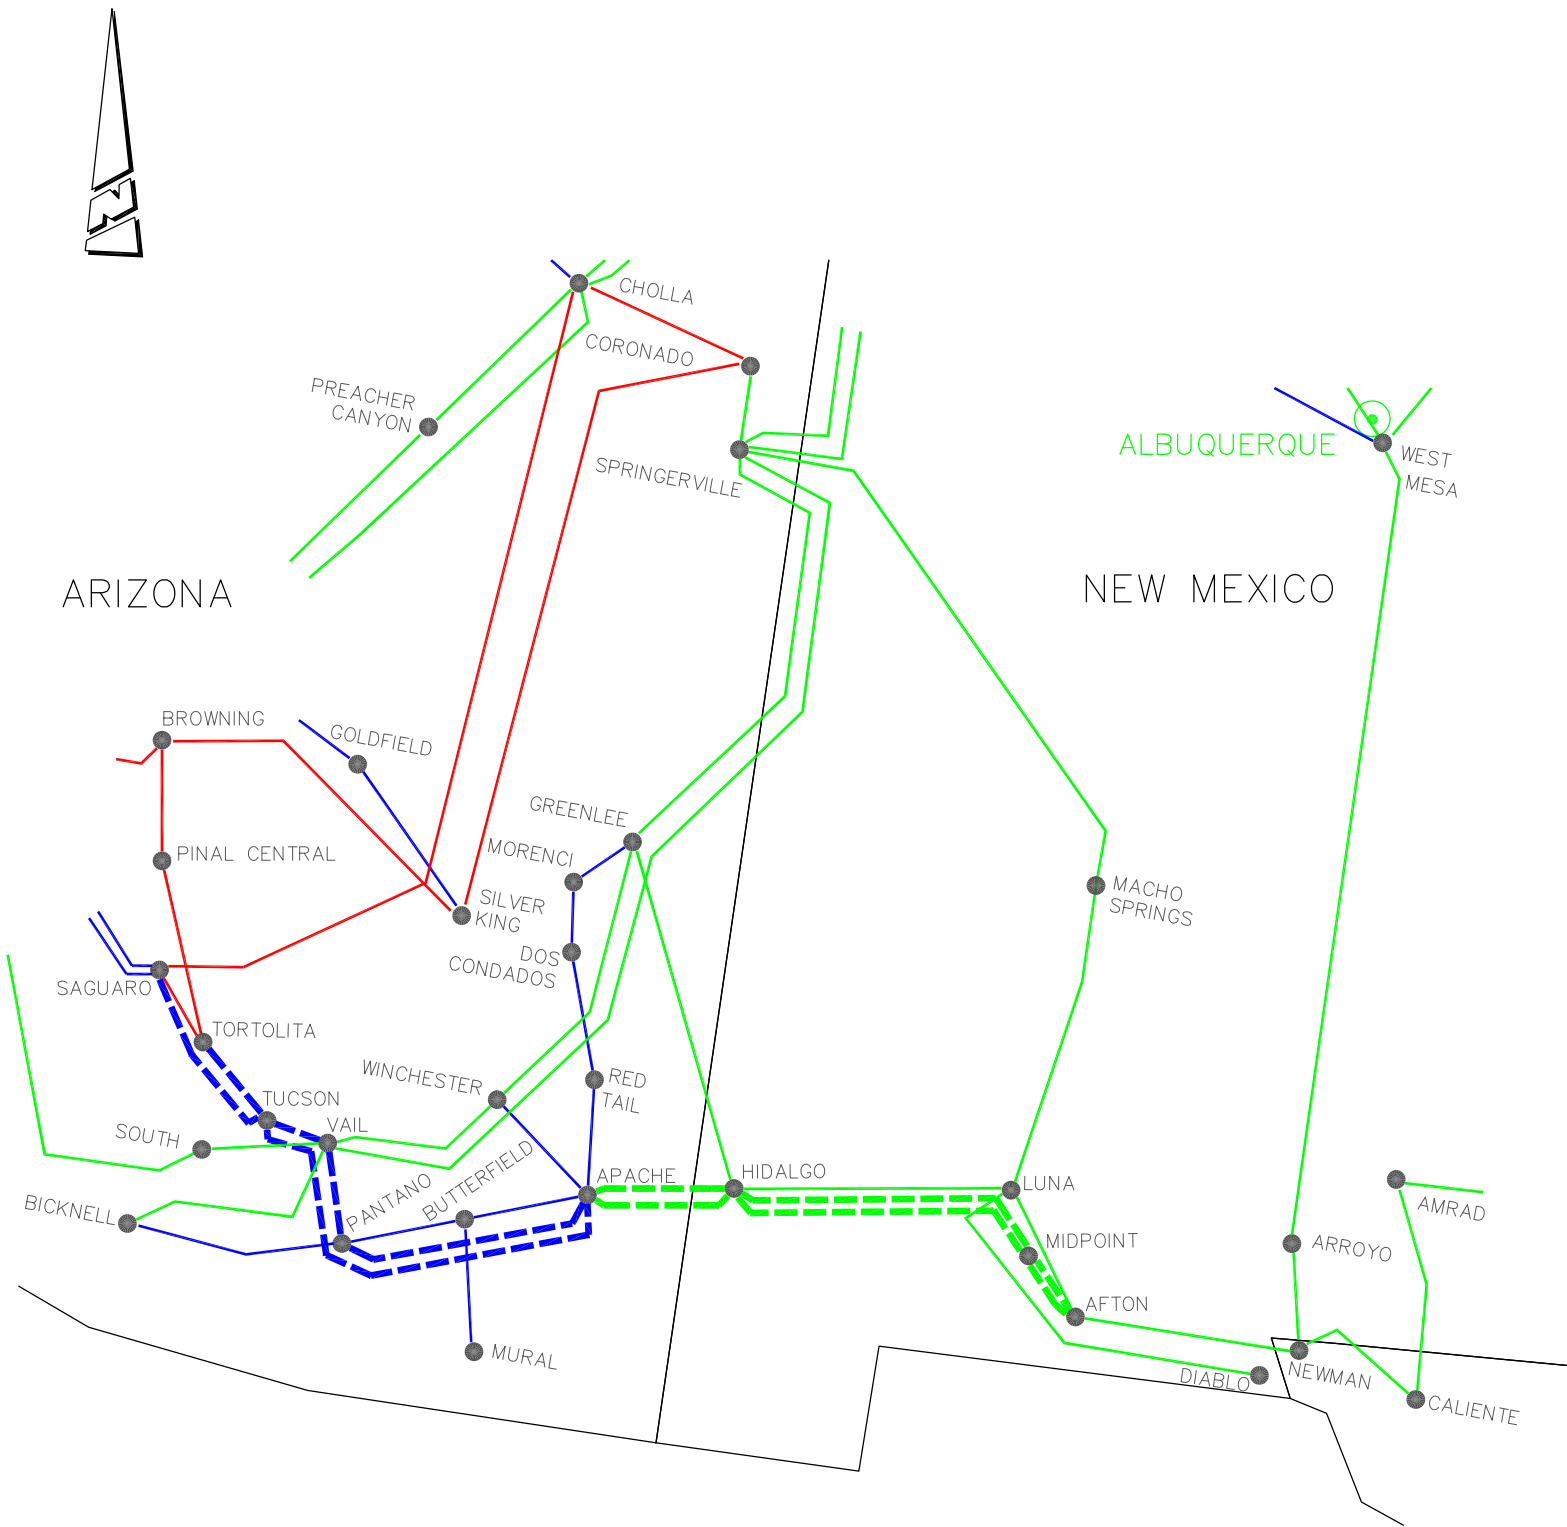 N
CHOLLA
CORONADO
PREACHER
CANYON
ALBUQUERQUE
WEST
MESA
SPRINGERVILLE
ARIZONA
NEW MEXICO
BROWNING
GOLDFIELD
GREENLEE
MORENCI
PINAL CENTRAL
SILVER
KING
MACHO
SPRINGS
DOS
CONDADOS
SAGUARO
TORTOLITA
WINCHESTER
RED
TAIL
TUCSON
VAIL
SOUTH
BUTTERFIELD
APACHE
HIDALGO
LUNA
PANTANO
BICKNELL
AMRAD
MIDPOINT
ARROYO
AFTON
MURAL
NEWMAN
DIABLO
CALIENTE